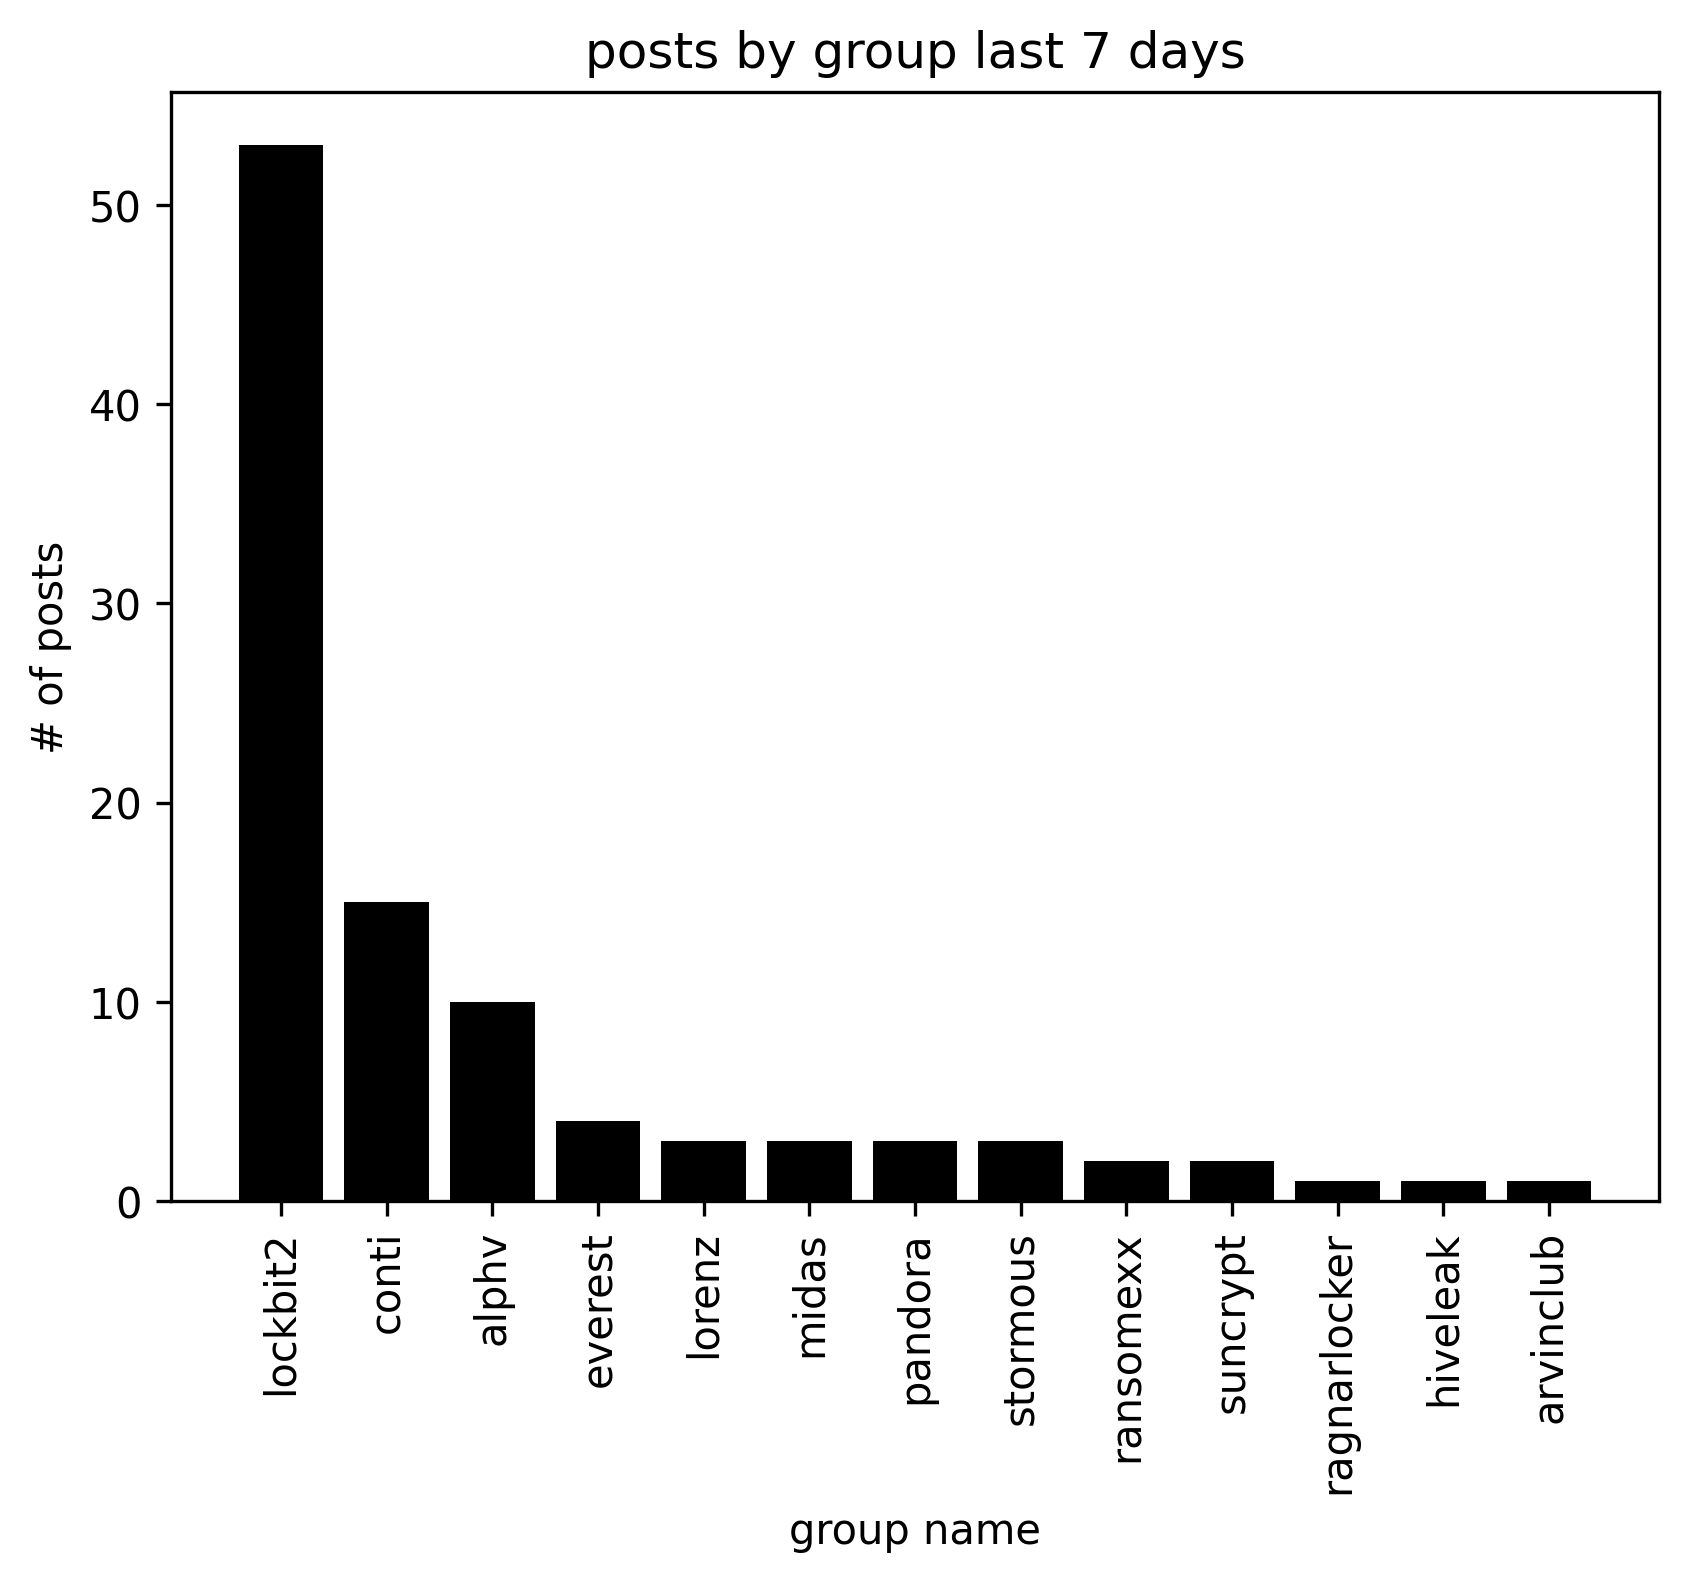 posts by group last 7 days
# of posts
50
40
30
20
10
0
lockbit2
conti
alphv
everest
lorenz
midas
pandora
stormous
ransomexx
suncrypt
ragnarlocker
hiveleak
arvinclub
group name